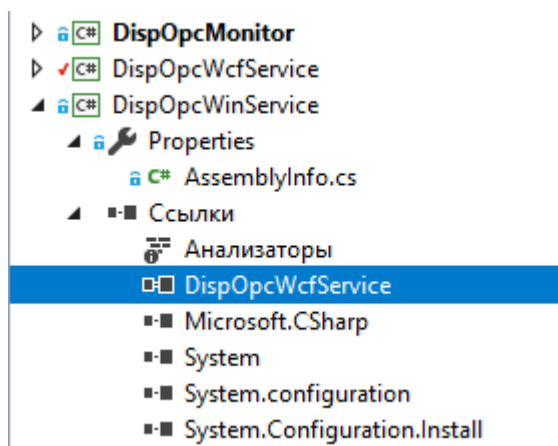 C# DispOpcMonitor
C# DispOpcWcfService
C# DispOpcWinService
Properties
C# AssemblyInfo.cs
Ссылки
Анализаторы
DispOpcWcfService
Microsoft.CSharp
System
System.configuration
System.Configuration.Install